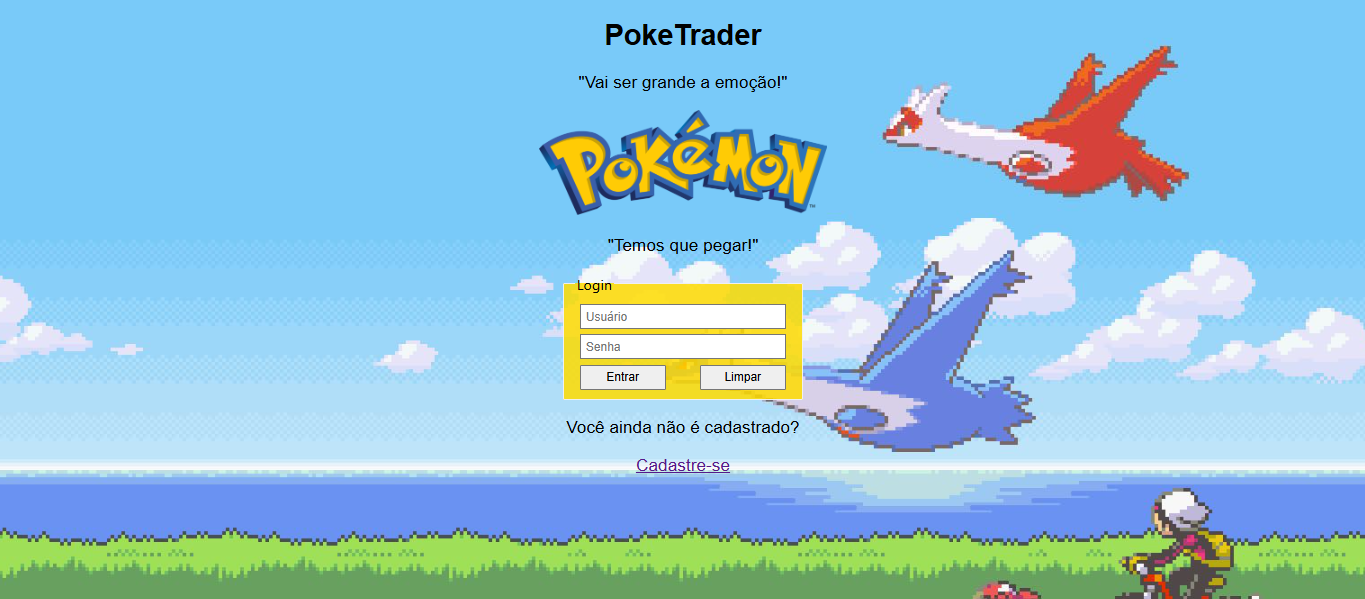 PokeTrader
"Vai ser grande a emoção!"
POKéMON
TM
"Temos que pegar!"
Login
Usuário
Senha
Entrar Limpar
Você ainda não é cadastrado?
Cadastre-se